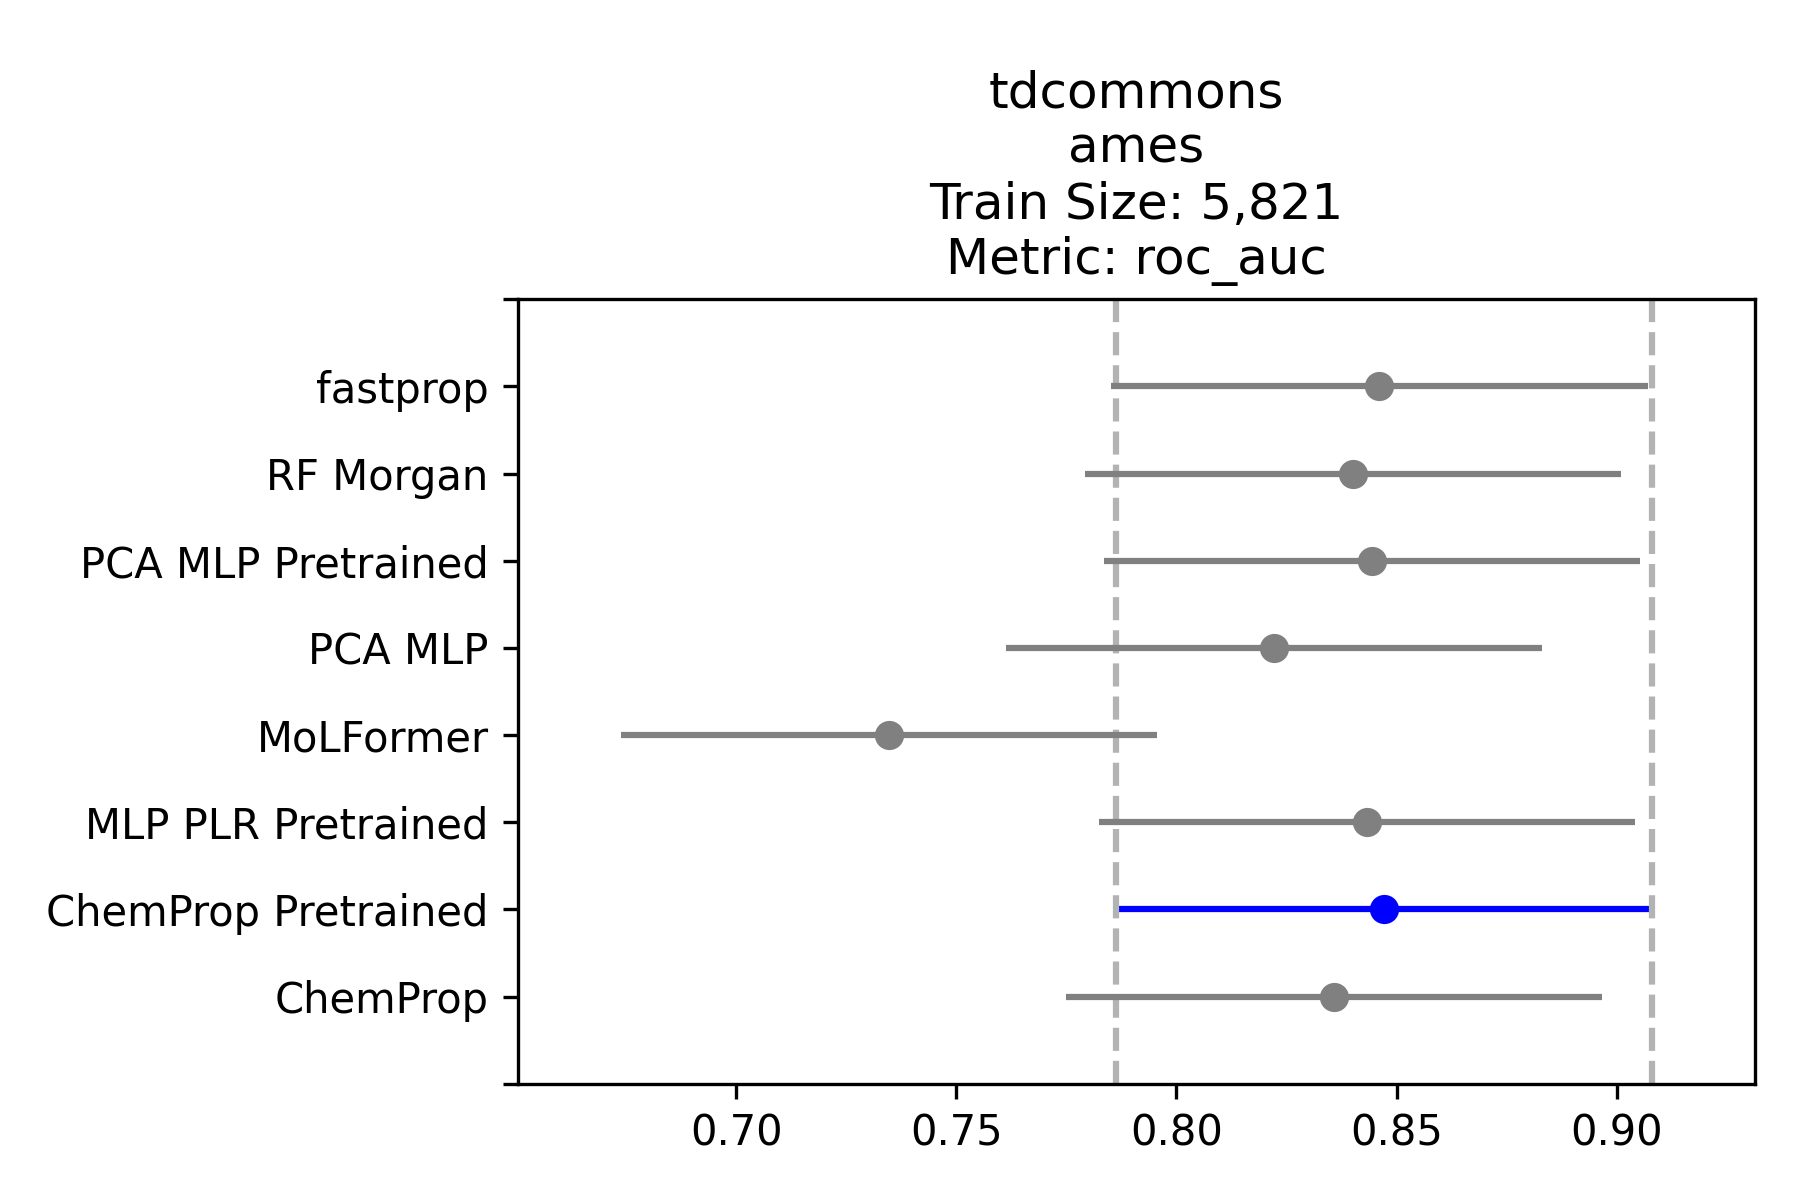 tdcommons
ames
Train Size: 5,821
Metric: roc_auc
fastprop
RF Morgan
PCA MLP Pretrained
PCA MLP
MoLFormer
MLP PLR Pretrained
ChemProp Pretrained
ChemProp
0.70 0.75 0.80 0.85 0.90